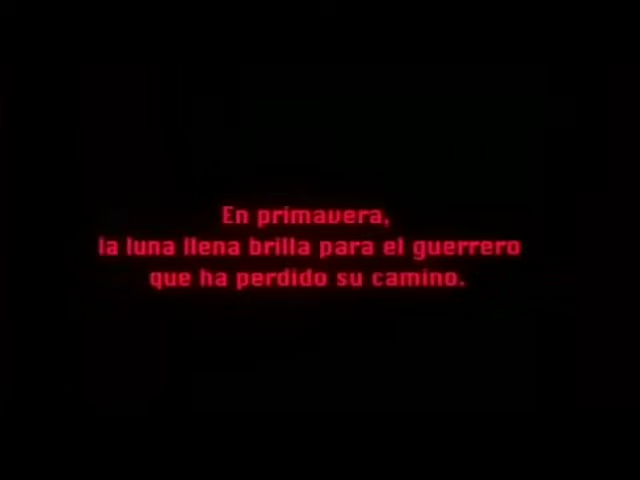 En primavera,
la luna llena brilla para el guerrero
que ha perdido su camino.